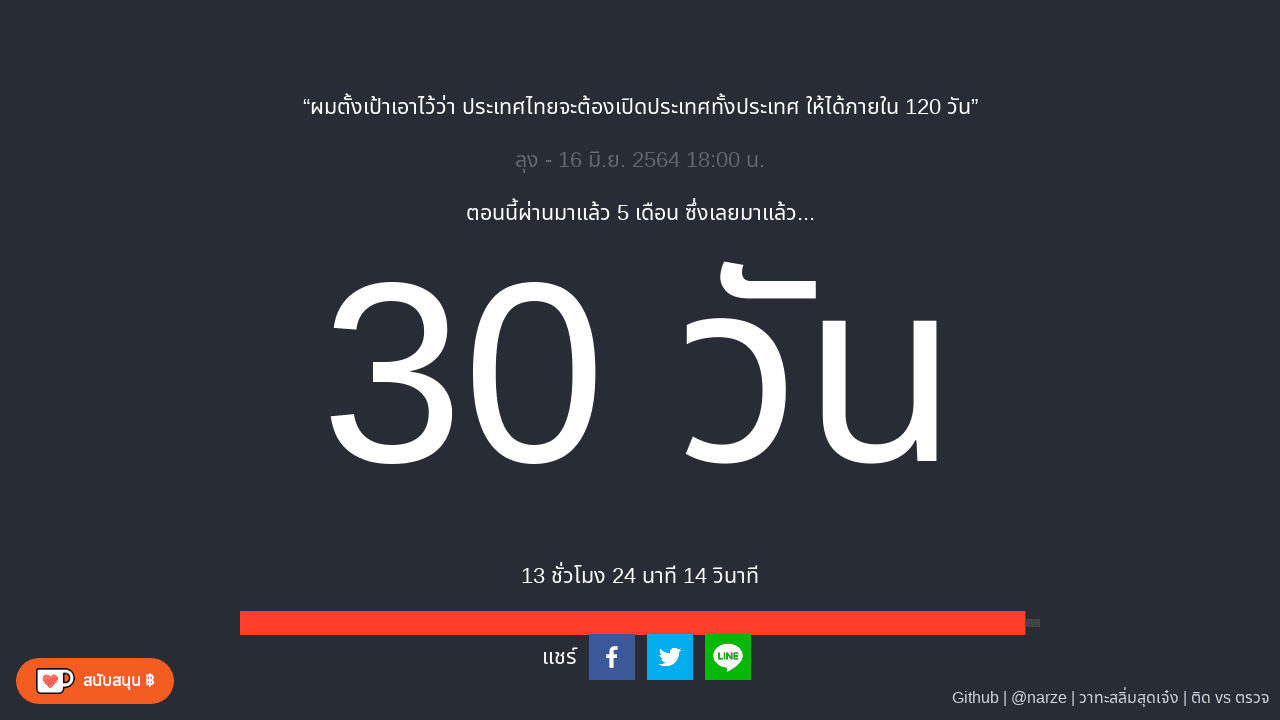 “ผมตั้งเป้าเอาไว้ว่า ประเทศไทยจะต้องเปิดประเทศทั้งประเทศ ให้ได้ภายใน 120 วัน”
ลุง - 16 มิ.ย. 2564 18:00 น.
ตอนนี้ผ่านมาแล้ว 5 เดือน ซึ่งเลยมาแล้ว...
30 วัน
13 ชั่วโมง 24 นาที 14 วินาที
แชร์
LINE
สนับสนุน ฿
Github | @narze | วาทะสลิ่มสุดเจ๋ง | ติด vs ตรวจ